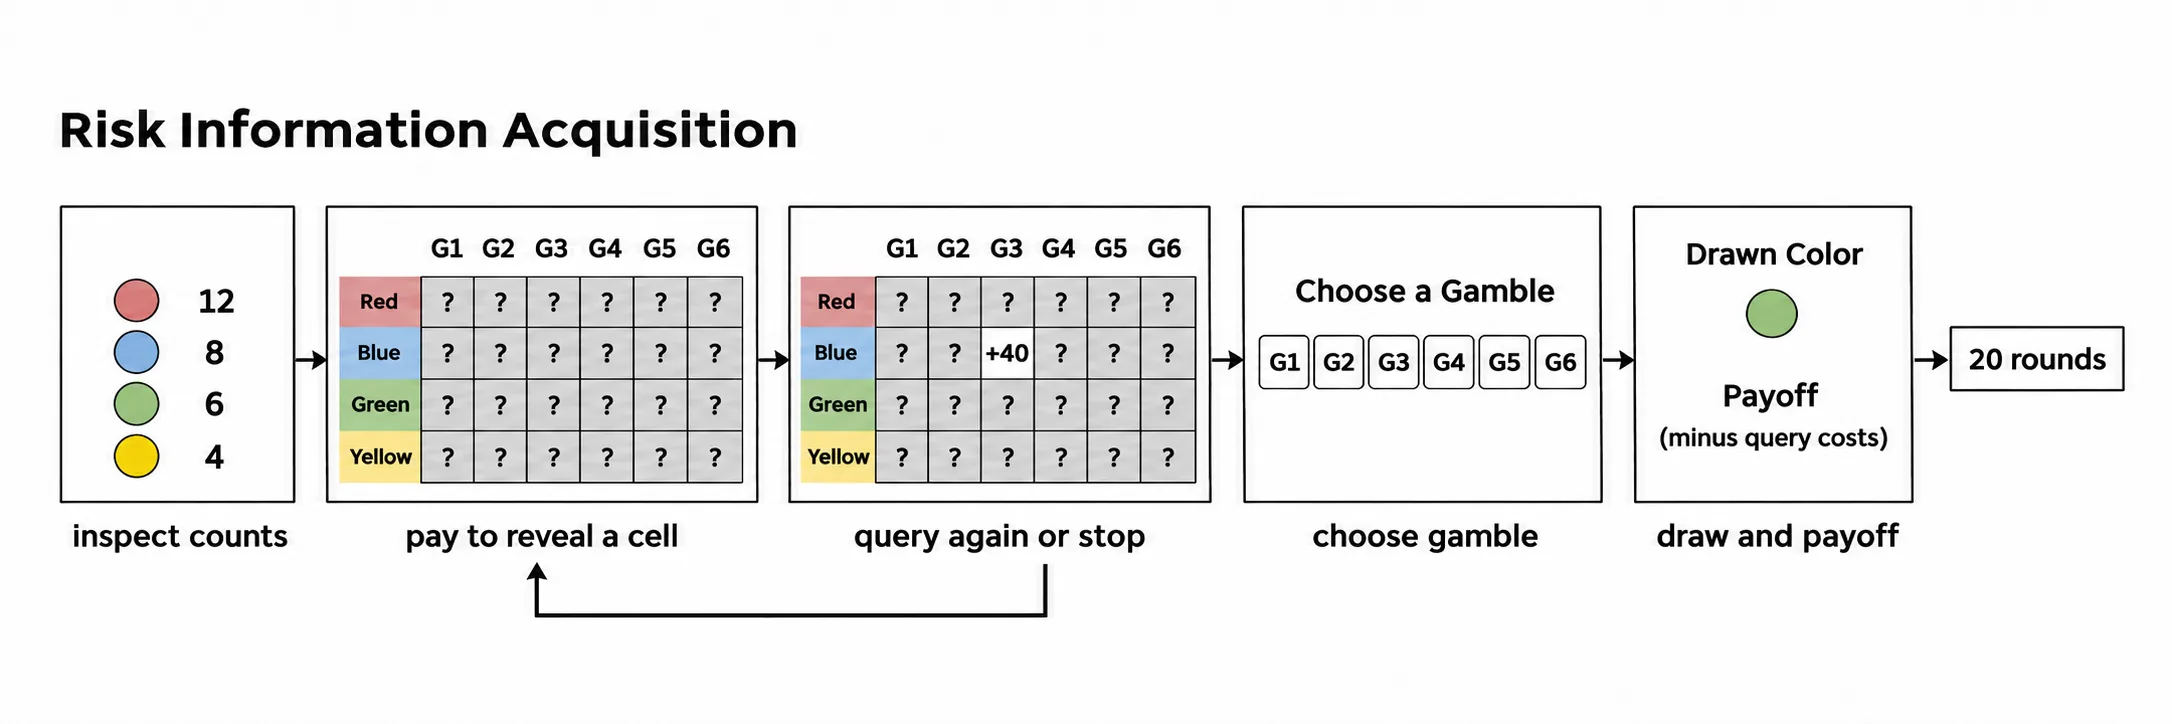 Risk Information Acquisition
12
8
6
4
inspect counts
G1 G2 G3 G4 G5 G6
Red ? ? ? ? ? ?
Blue ? ? ? ? ? ?
Green ? ? ? ? ? ?
Yellow ? ? ? ? ? ?
pay to reveal a cell
G1 G2 G3 G4 G5 G6
Red ? ? ? ? ? ?
Blue ? ? +40 ? ? ?
Green ? ? ? ? ? ?
Yellow ? ? ? ? ? ?
query again or stop
Choose a Gamble
G1 G2 G3 G4 G5 G6
choose gamble
Drawn Color
Payoff
(minus query costs)
draw and payoff
20 rounds